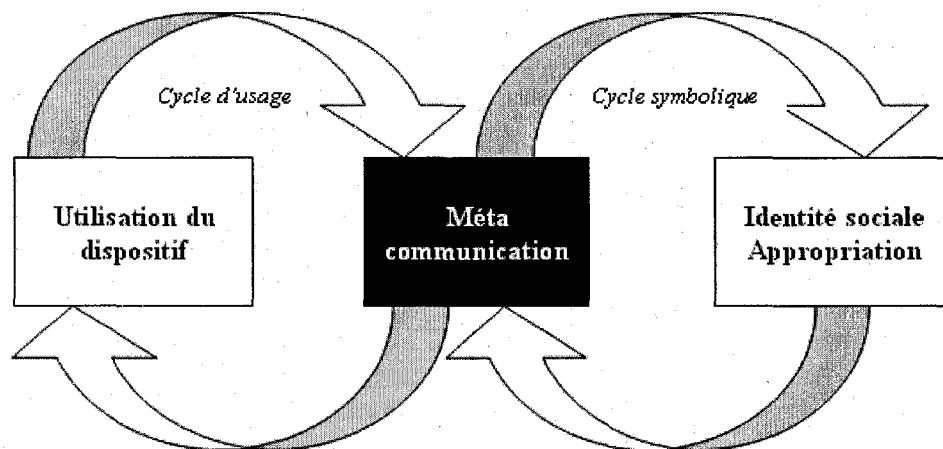 Cycle d'usage
Cycle symbolique
Utilisation du
dispositif
Méta
communication
Identité sociale
Appropriation